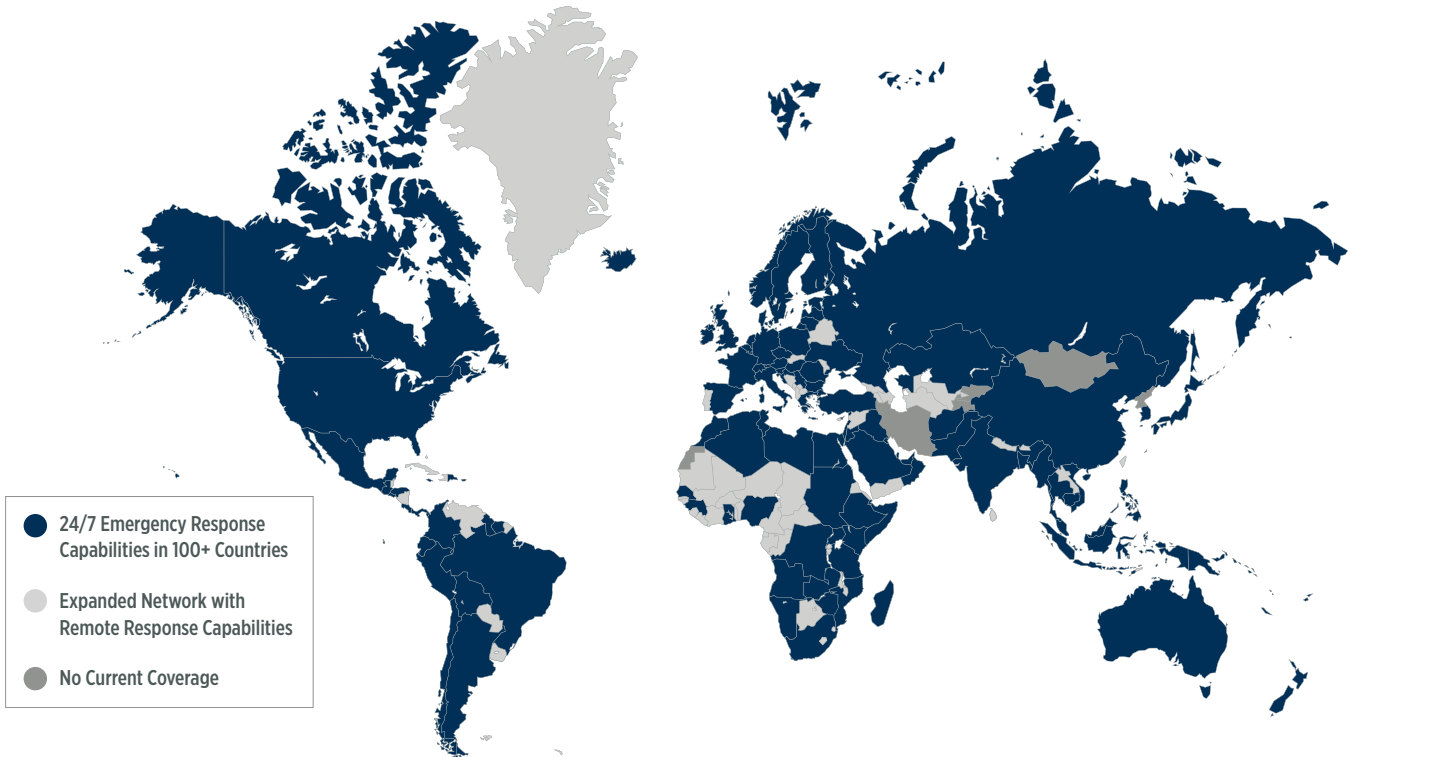 24/7 Emergency Response
Capabilities in 100+ Countries
Expanded Network with
Remote Response Capabilities
No Current Coverage